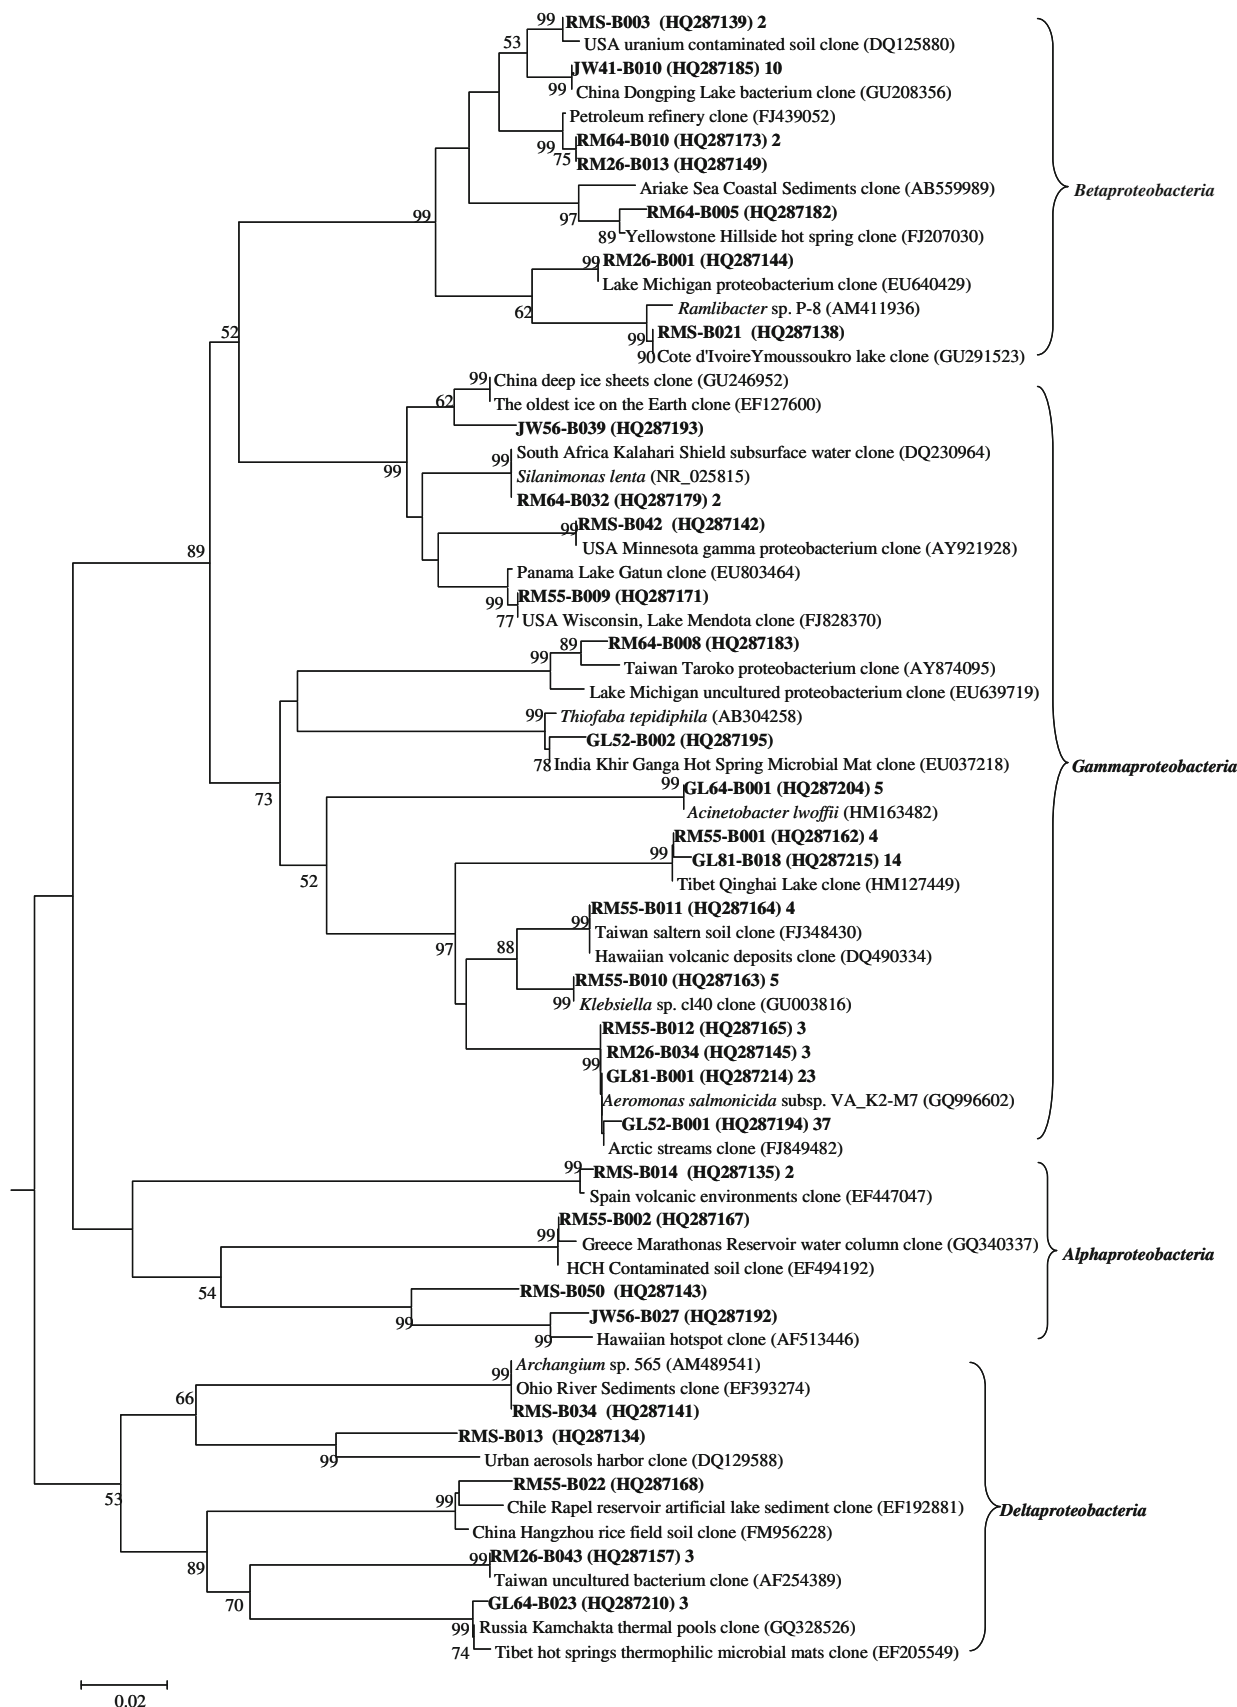 99 RMS-B003 (HQ287139) 2
53 USA uranium contaminated soil clone (DQ125880)
JW41-B010 (HQ287185) 10
99 China Dongping Lake bacterium clone (GU208356)
Petroleum refinery clone (FJ439052)
99 RM64-B010 (HQ287173) 2
75 RM26-B013 (HQ287149)
Ariake Sea Coastal Sediments clone (AB559989)
Betaproteobacteria
97 RM64-B005 (HQ287182)
99
89 Yellowstone Hillside hot spring clone (FJ207030)
99 RM26-B001 (HQ287144)
Lake Michigan proteobacterium clone (EU640429)
62 Ramlibacter sp. P-8 (AM411936)
52 99 RMS-B021 (HQ287138)
90 Cote d'IvoireYmoussoukro lake clone (GU291523)
99 China deep ice sheets clone (GU246952)
62 The oldest ice on the Earth clone (EF127600)
JW56-B039 (HQ287193)
99 South Africa Kalahari Shield subsurface water clone (DQ230964)
99 Silanimonas lenta (NR_025815)
RM64-B032 (HQ287179) 2
99 RMS-B042 (HQ287142)
89 USA Minnesota gamma proteobacterium clone (AY921928)
Panama Lake Gatun clone (EU803464)
99 RM55-B009 (HQ287171)
77 USA Wisconsin, Lake Mendota clone (FJ828370)
89 RM64-B008 (HQ287183)
99 Taiwan Taroko proteobacterium clone (AY874095)
Lake Michigan uncultured proteobacterium clone (EU639719)
99 Thiofaba tepidiphila (AB304258)
GL52-B002 (HQ287195)
78 India Khir Ganga Hot Spring Microbial Mat clone (EU037218)
Gammaproteobacteria
73 99 GL64-B001 (HQ287204) 5
Acinetobacter lwoffii (HM163482)
RM55-B001 (HQ287162) 4
99 GL81-B018 (HQ287215) 14
52 Tibet Qinghai Lake clone (HM127449)
RM55-B011 (HQ287164) 4
99 Taiwan saltern soil clone (FJ348430)
97 88 Hawaiian volcanic deposits clone (DQ490334)
RM55-B010 (HQ287163) 5
99 Klebsiella sp. cl40 clone (GU003816)
RM55-B012 (HQ287165) 3
RM26-B034 (HQ287145) 3
99 GL81-B001 (HQ287214) 23
Aeromonas salmonicida subsp. VA_K2-M7 (GQ996602)
GL52-B001 (HQ287194) 37
Arctic streams clone (FJ849482)
99 RMS-B014 (HQ287135) 2
Spain volcanic environments clone (EF447047)
RM55-B002 (HQ287167)
99 Greece Marathonas Reservoir water column clone (GQ340337)
Alphaproteobacteria
HCH Contaminated soil clone (EF494192)
54 RMS-B050 (HQ287143)
99 JW56-B027 (HQ287192)
99 Hawaiian hotspot clone (AF513446)
Archangium sp. 565 (AM489541)
99 Ohio River Sediments clone (EF393274)
66 RMS-B034 (HQ287141)
RMS-B013 (HQ287134)
99 Urban aerosols harbor clone (DQ129588)
RM55-B022 (HQ287168)
53 99 Chile Rapel reservoir artificial lake sediment clone (EF192881)
Deltaproteobacteria
China Hangzhou rice field soil clone (FM956228)
99 RM26-B043 (HQ287157) 3
89 Taiwan uncultured bacterium clone (AF254389)
70 GL64-B023 (HQ287210) 3
99 Russia Kamchakta thermal pools clone (GQ328526)
74 Tibet hot springs thermophilic microbial mats clone (EF205549)
0.02